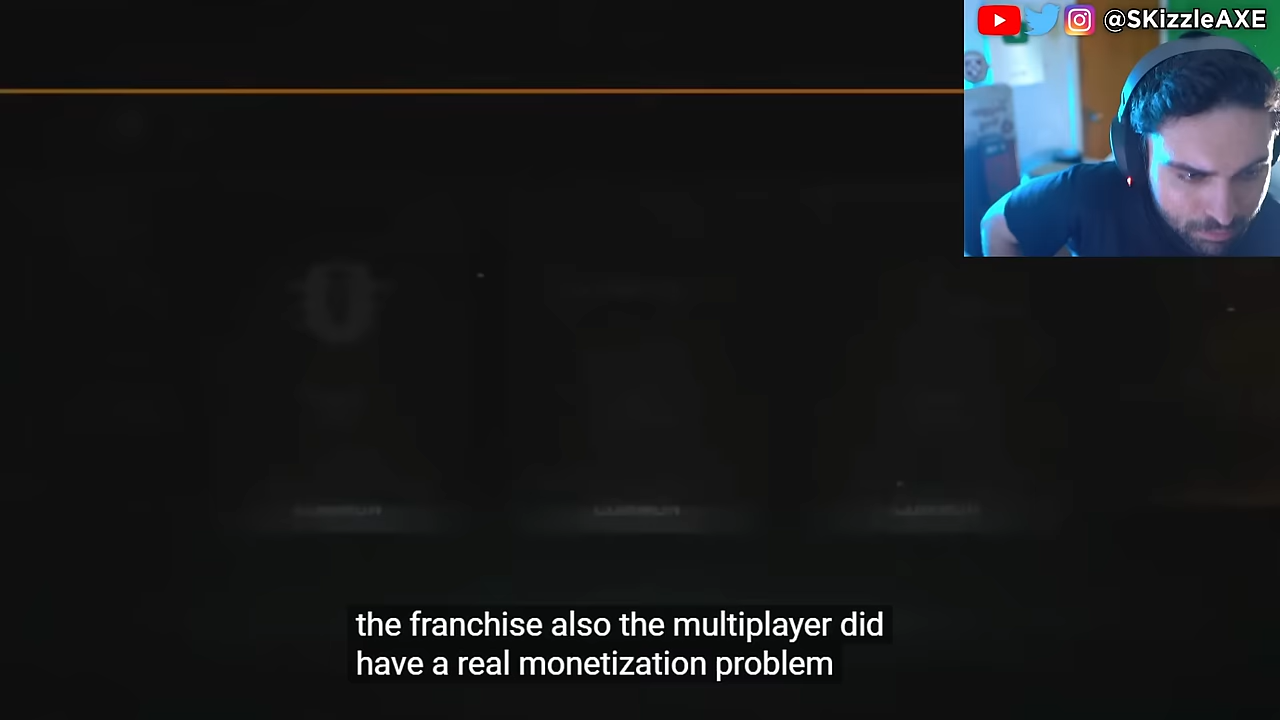 @SKizzleAXE
the franchise also the multiplayer did
have a real monetization problem